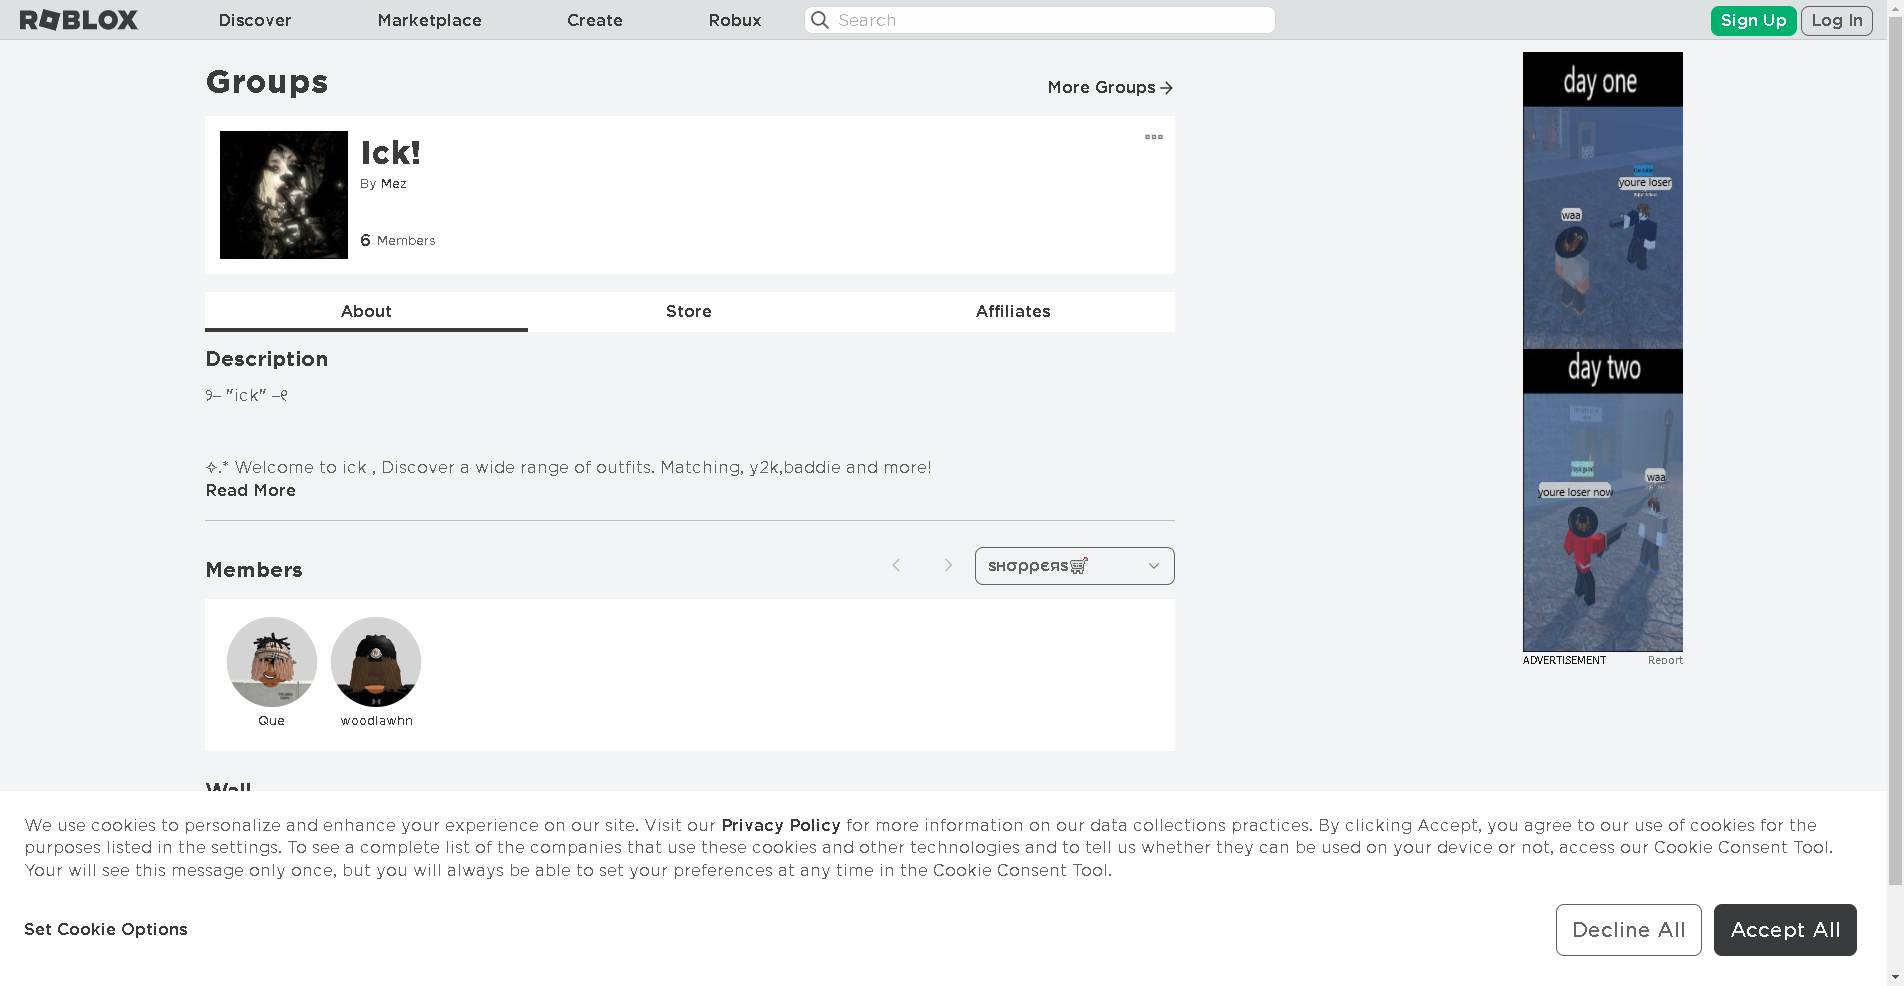 ROBLOX
Discover
Marketplace
Create
Robux
Search
Sign Up
Log In
Groups
More Groups
Ick!
By Mez
6 Members
About
Store
Affiliates
Description
୨– "ick" –୧
✧.* Welcome to ick , Discover a wide range of outfits. Matching, y2k,baddie and more!
Read More
Members
ѕнσρρєяѕ🛒
Que
woodlawhn
Wall
day one
youre loser
waa
day two
waa
youre loser now
ADVERTISEMENT
Report
We use cookies to personalize and enhance your experience on our site. Visit our Privacy Policy for more information on our data collections practices. By clicking Accept, you agree to our use of cookies for the
purposes listed in the settings. To see a complete list of the companies that use these cookies and other technologies and to tell us whether they can be used on your device or not, access our Cookie Consent Tool.
Your will see this message only once, but you will always be able to set your preferences at any time in the Cookie Consent Tool.
Set Cookie Options
Decline All
Accept All